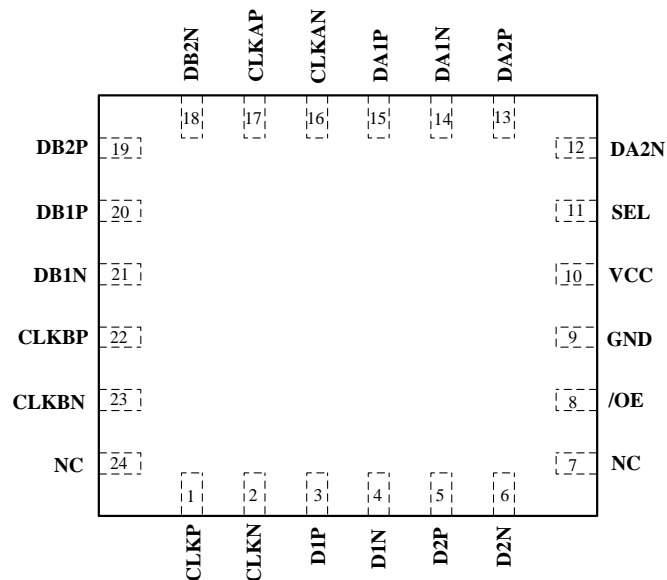 DB2N CLKAP CLKAN DA1P DA1N DA2P
18 17 16 15 14 13
DB2P 19 12 DA2N
DB1P 20 11 SEL
DB1N 21 10 VCC
CLKBP 22 9 GND
CLKBN 23 8 /OE
NC 24 7 NC
1 2 3 4 5 6
CLKP CLKN D1P D1N D2P D2N